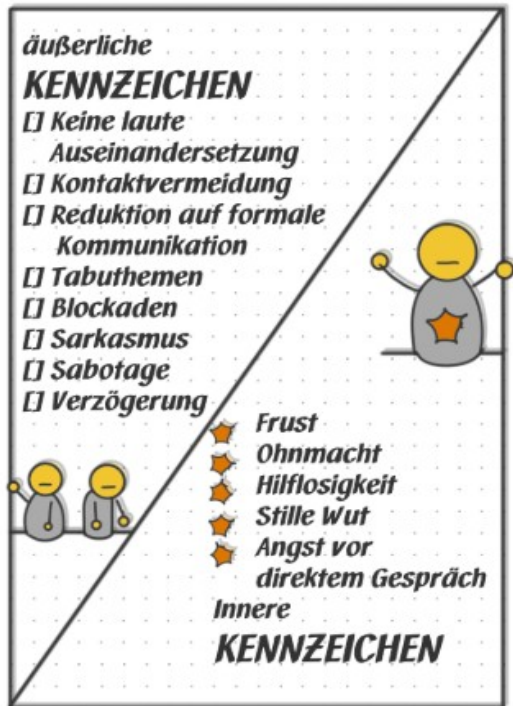 äußerliche
KENNZEICHEN
[] Keine laute
Auseinandersetzung
[] Kontaktvermeidung
[] Reduktion auf formale
Kommunikation
[] Tabuthemen
[] Blockaden
[] Sarkasmus
[] Sabotage
[] Verzögerung
Frust
Ohnmacht
Hilflosigkeit
Stille Wut
Angst vor
direktem Gespräch
Innere
KENNZEICHEN